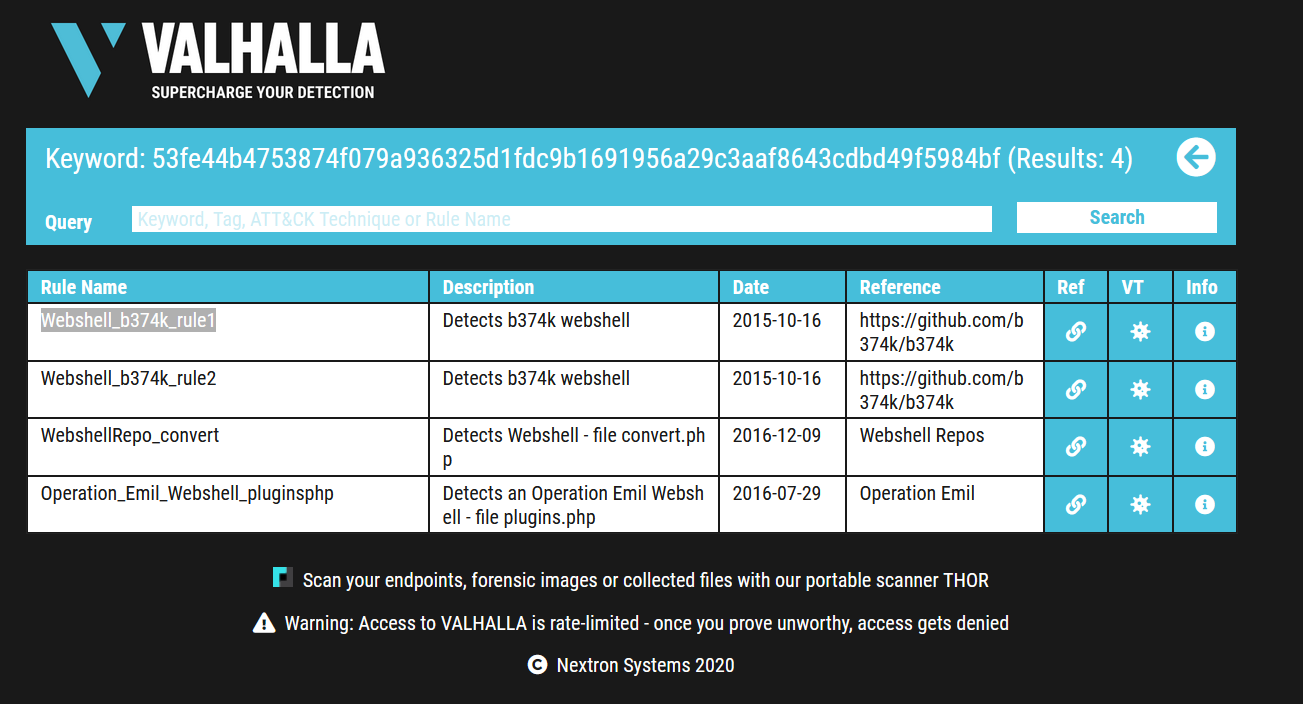 VALHALLA
SUPERCHARGE YOUR DETECTION
Keyword: 53fe44b4753874f079a936325d1fdc9b1691956a29c3aaf8643cdbd49f5984bf (Results: 4)
Query Keyword, Tag, ATT&CK Technique or Rule Name Search
Rule Name Description Date Reference Ref VT Info
Webshell_b374k_rule1 Detects b374k webshell 2015-10-16 https://github.com/b
374k/b374k
Webshell_b374k_rule2 Detects b374k webshell 2015-10-16 https://github.com/b
374k/b374k
WebshellRepo_convert Detects Webshell - file convert.ph 2016-12-09 Webshell Repos
p
Operation_Emil_Webshell_pluginsphp Detects an Operation Emil Websh 2016-07-29 Operation Emil
ell - file plugins.php
Scan your endpoints, forensic images or collected files with our portable scanner THOR
Warning: Access to VALHALLA is rate-limited - once you prove unworthy, access gets denied
© Nextron Systems 2020